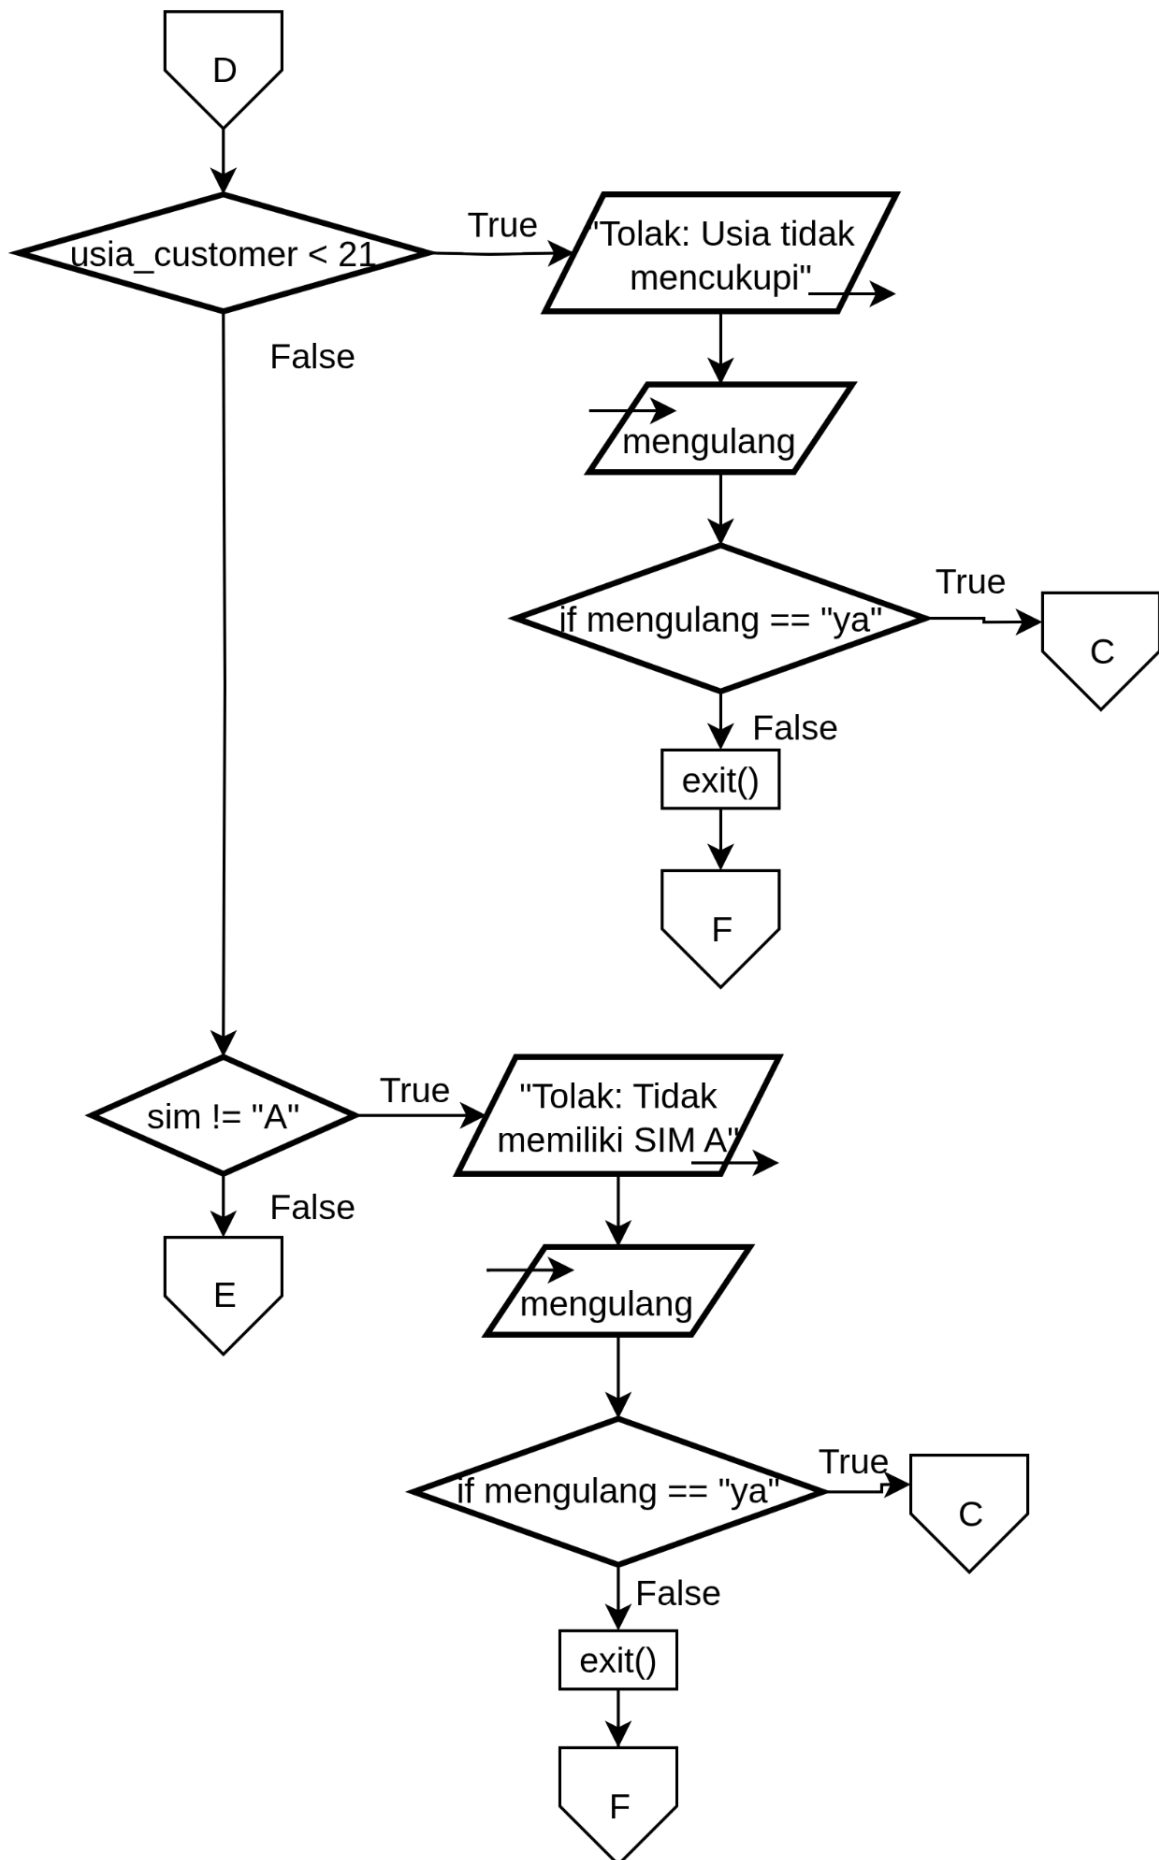 D
usia_customer < 21
True
"Tolak: Usia tidak
mencukupi"
False
mengulang
if mengulang == "ya"
True
C
False
exit()
F
sim != "A"
True
"Tolak: Tidak
memiliki SIM A"
False
E
mengulang
if mengulang == "ya"
True
C
False
exit()
F